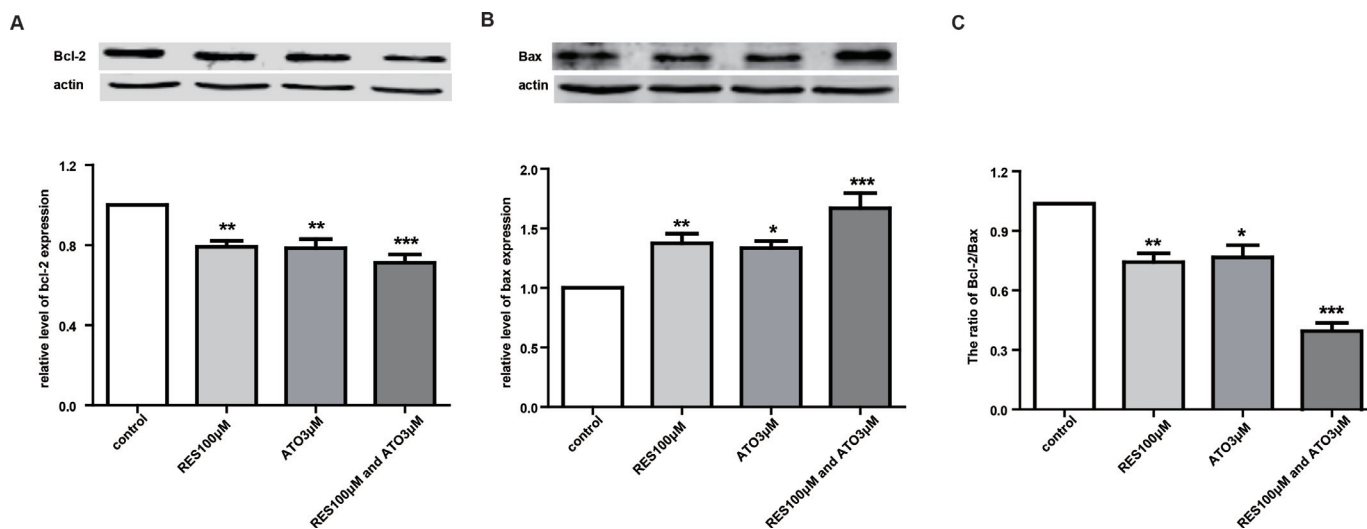 A
Bcl-2
actin
relative level of bcl-2 expression
1.2
1.0
0.8
0.4
0.0
**
**
***
control
RES100μM
ATO3μM
RES100μM and ATO3μM
B
Bax
actin
relative level of bax expression
2.0
1.5
1.0
0.5
0.0
**
*
***
control
RES100μM
ATO3μM
RES100μM and ATO3μM
C
The ratio of Bcl-2/Bax
1.2
0.9
0.6
0.3
0.0
**
*
***
control
RES100μM
ATO3μM
RES100μM and ATO3μM